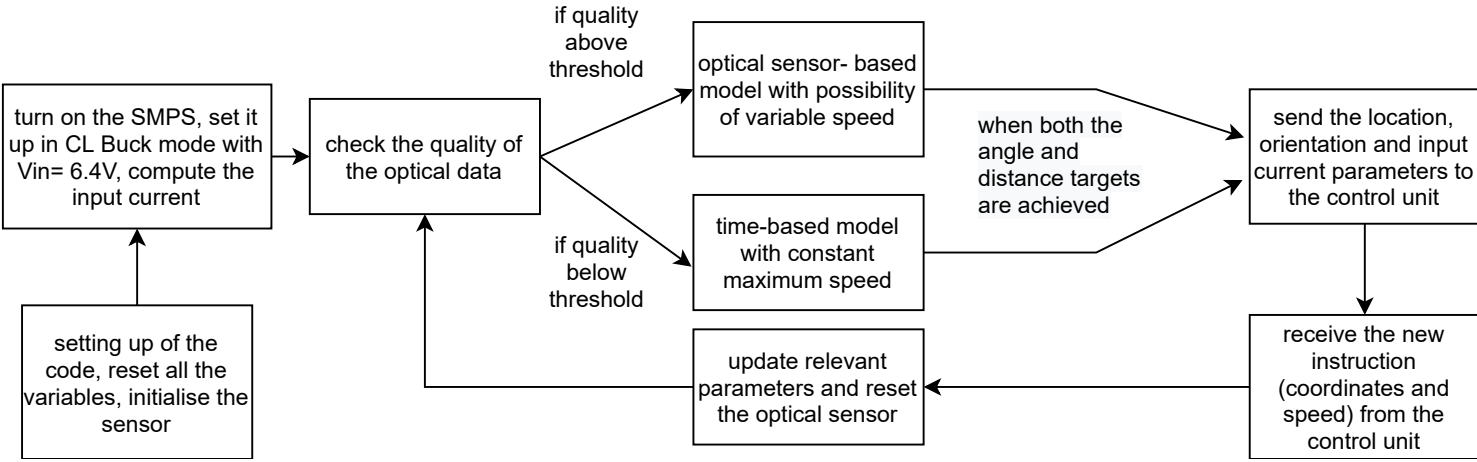 if quality
above
threshold
optical sensor- based
model with possibility
of variable speed
turn on the SMPS, set it
up in CL Buck mode with
Vin= 6.4V, compute the
input current
check the quality of
the optical data
when both the
angle and
distance targets
are achieved
send the location,
orientation and input
current parameters to
the control unit
if quality
below
threshold
time-based model
with constant
maximum speed
setting up of the
code, reset all the
variables, initialise the
sensor
update relevant
parameters and reset
the optical sensor
receive the new
instruction
(coordinates and
speed) from the
control unit